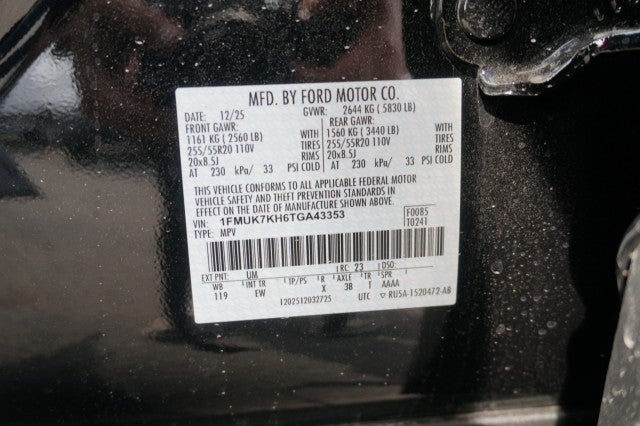 MFD. BY FORD MOTOR CO.
DATE: 12/25 GVWR: 2644 KG ( 5830 LB)
FRONT GAWR: REAR GAWR:
1161 KG ( 2560 LB) WITH 1560 KG ( 3440 LB) WITH
255/55R20 110V TIRES 255/55R20 110V TIRES
20x8.5J RIMS 20x8.5J RIMS
AT 230 kPa/ 33 PSI COLD AT 230 kPa/ 33 PSI COLD
THIS VEHICLE CONFORMS TO ALL APPLICABLE FEDERAL MOTOR
VEHICLE SAFETY AND THEFT PREVENTION STANDARDS IN
EFFECT ON THE DATE OF MANUFACTURE SHOWN ABOVE.
VIN: 1FMUK7KH6TGA43353 F0085
TYPE: MPV T0241
EXT PNT: UM RC: 23 DSO:
WB INT TR TP/PS R AXLE TR SPR
119 EW X 38 T AAAA
1202512032725 UTC ▽ RU5A-1520472-AB